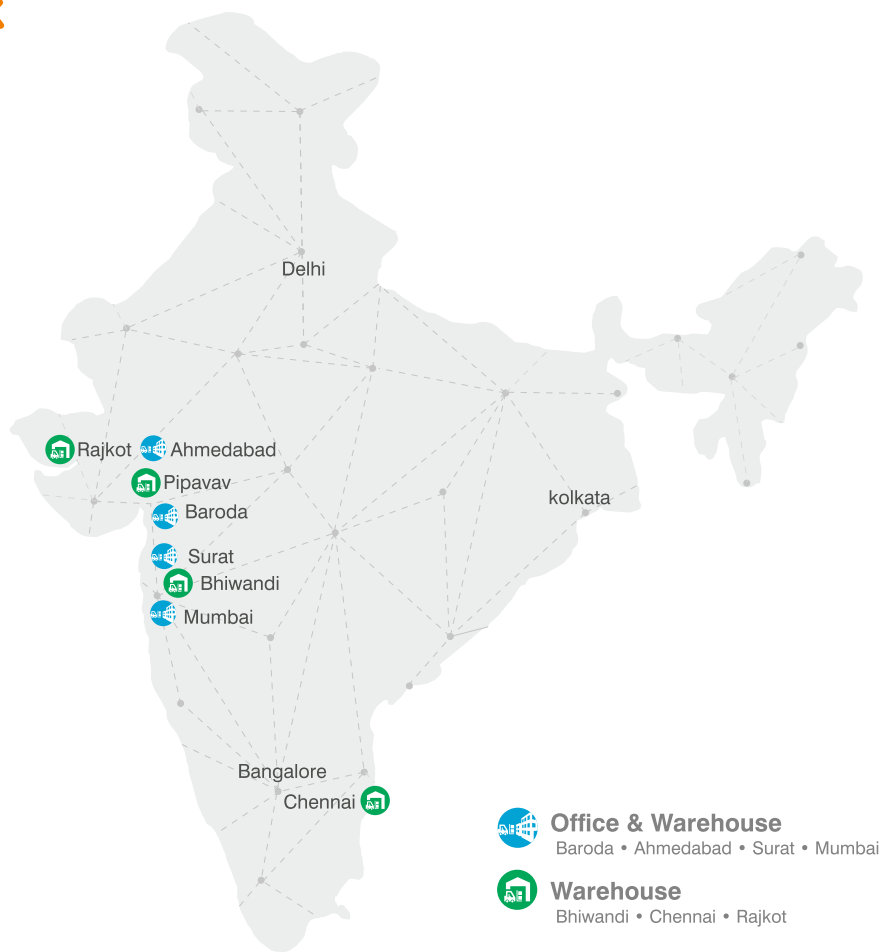 Delhi
Rajkot
Ahmedabad
Pipavav
kolkata
Baroda
Surat
Bhiwandi
Mumbai
Bangalore
Chennai
Office & Warehouse
Baroda • Ahmedabad • Surat • Mumbai
Warehouse
Bhiwandi • Chennai • Rajkot